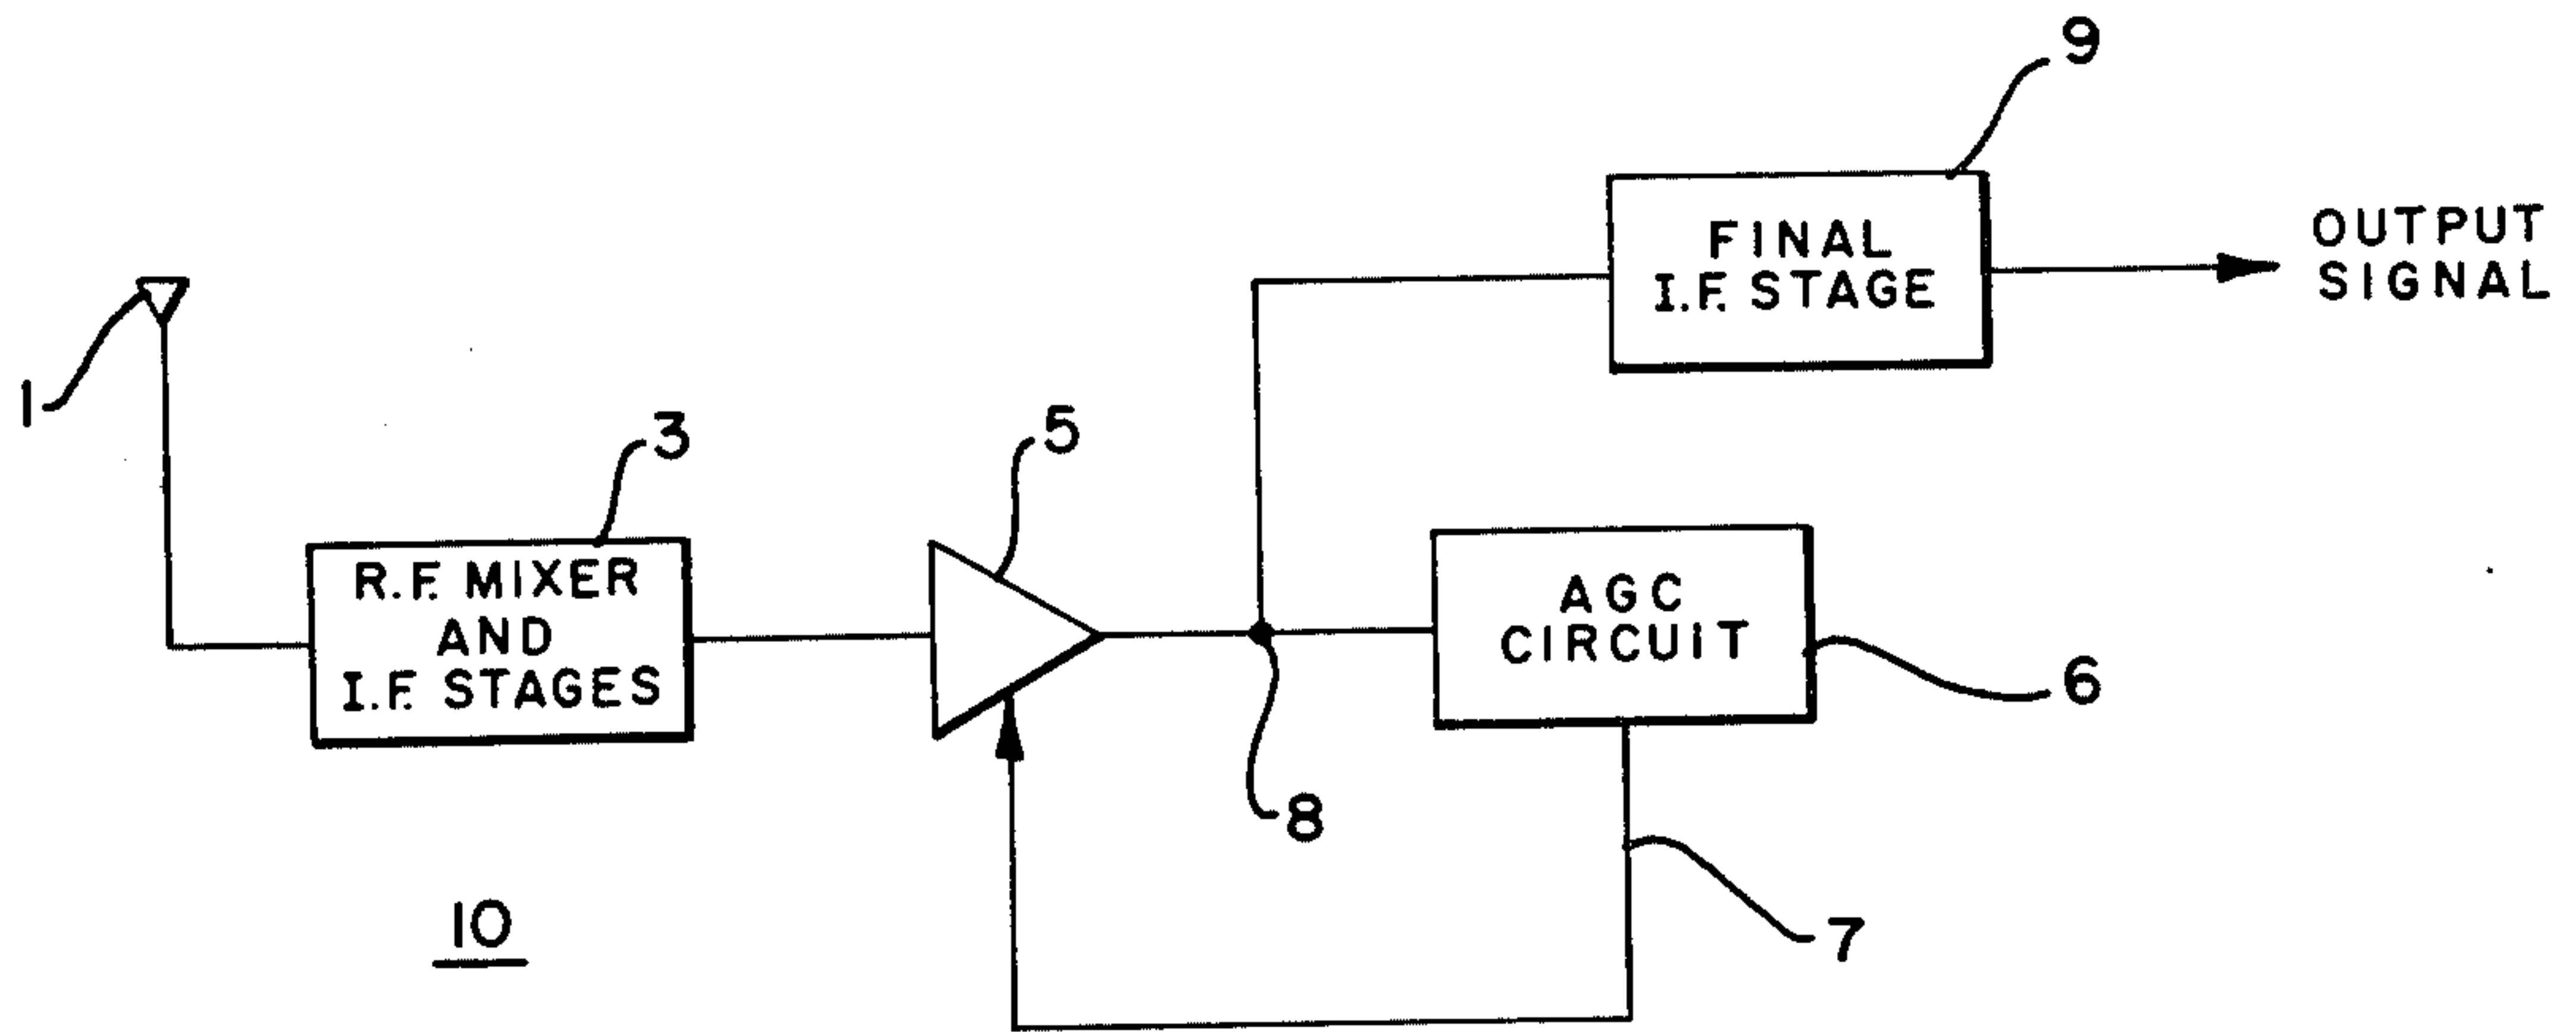 9
FINAL
I.F. STAGE
OUTPUT
SIGNAL
1
3
R.F. MIXER
AND
I.F. STAGES
5
AGC
CIRCUIT
6
8
7
10